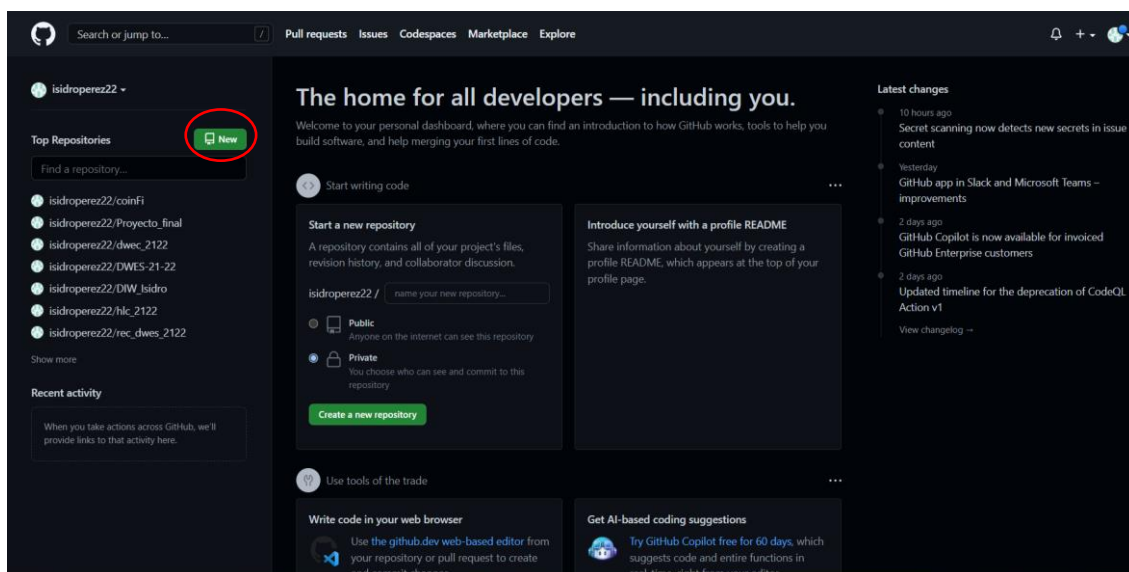 Search or jump to...
/
Pull requests Issues Codespaces Marketplace Explore
isidroperez22
Top Repositories
New
Find a repository...
isidroperez22/coinFi
isidroperez22/Proyecto_final
isidroperez22/dwec_2122
isidroperez22/DWES-21-22
isidroperez22/DIW_Isidro
isidroperez22/hlc_2122
isidroperez22/rec_dwes_2122
Show more
Recent activity
When you take actions across GitHub, we'll
provide links to that activity here.
The home for all developers — including you.
Welcome to your personal dashboard, where you can find an introduction to how GitHub works, tools to help you
build software, and help merging your first lines of code.
Start writing code
Start a new repository
A repository contains all of your project's files,
revision history, and collaborator discussion.
isidroperez22 / name your new repository...
Public
Anyone on the internet can see this repository
Private
You choose who can see and commit to this
repository
Create a new repository
Introduce yourself with a profile README
Share information about yourself by creating a
profile README, which appears at the top of your
profile page.
Use tools of the trade
Write code in your web browser
Use the github.dev web-based editor from
your repository or pull request to create
and commit changes.
Get AI-based coding suggestions
Try GitHub Copilot free for 60 days, which
suggests code and entire functions in
Latest changes
10 hours ago
Secret scanning now detects new secrets in issue
content
Yesterday
GitHub app in Slack and Microsoft Teams –
improvements
2 days ago
GitHub Copilot is now available for invoiced
GitHub Enterprise customers
2 days ago
Updated timeline for the deprecation of CodeQL
Action v1
View changelog →